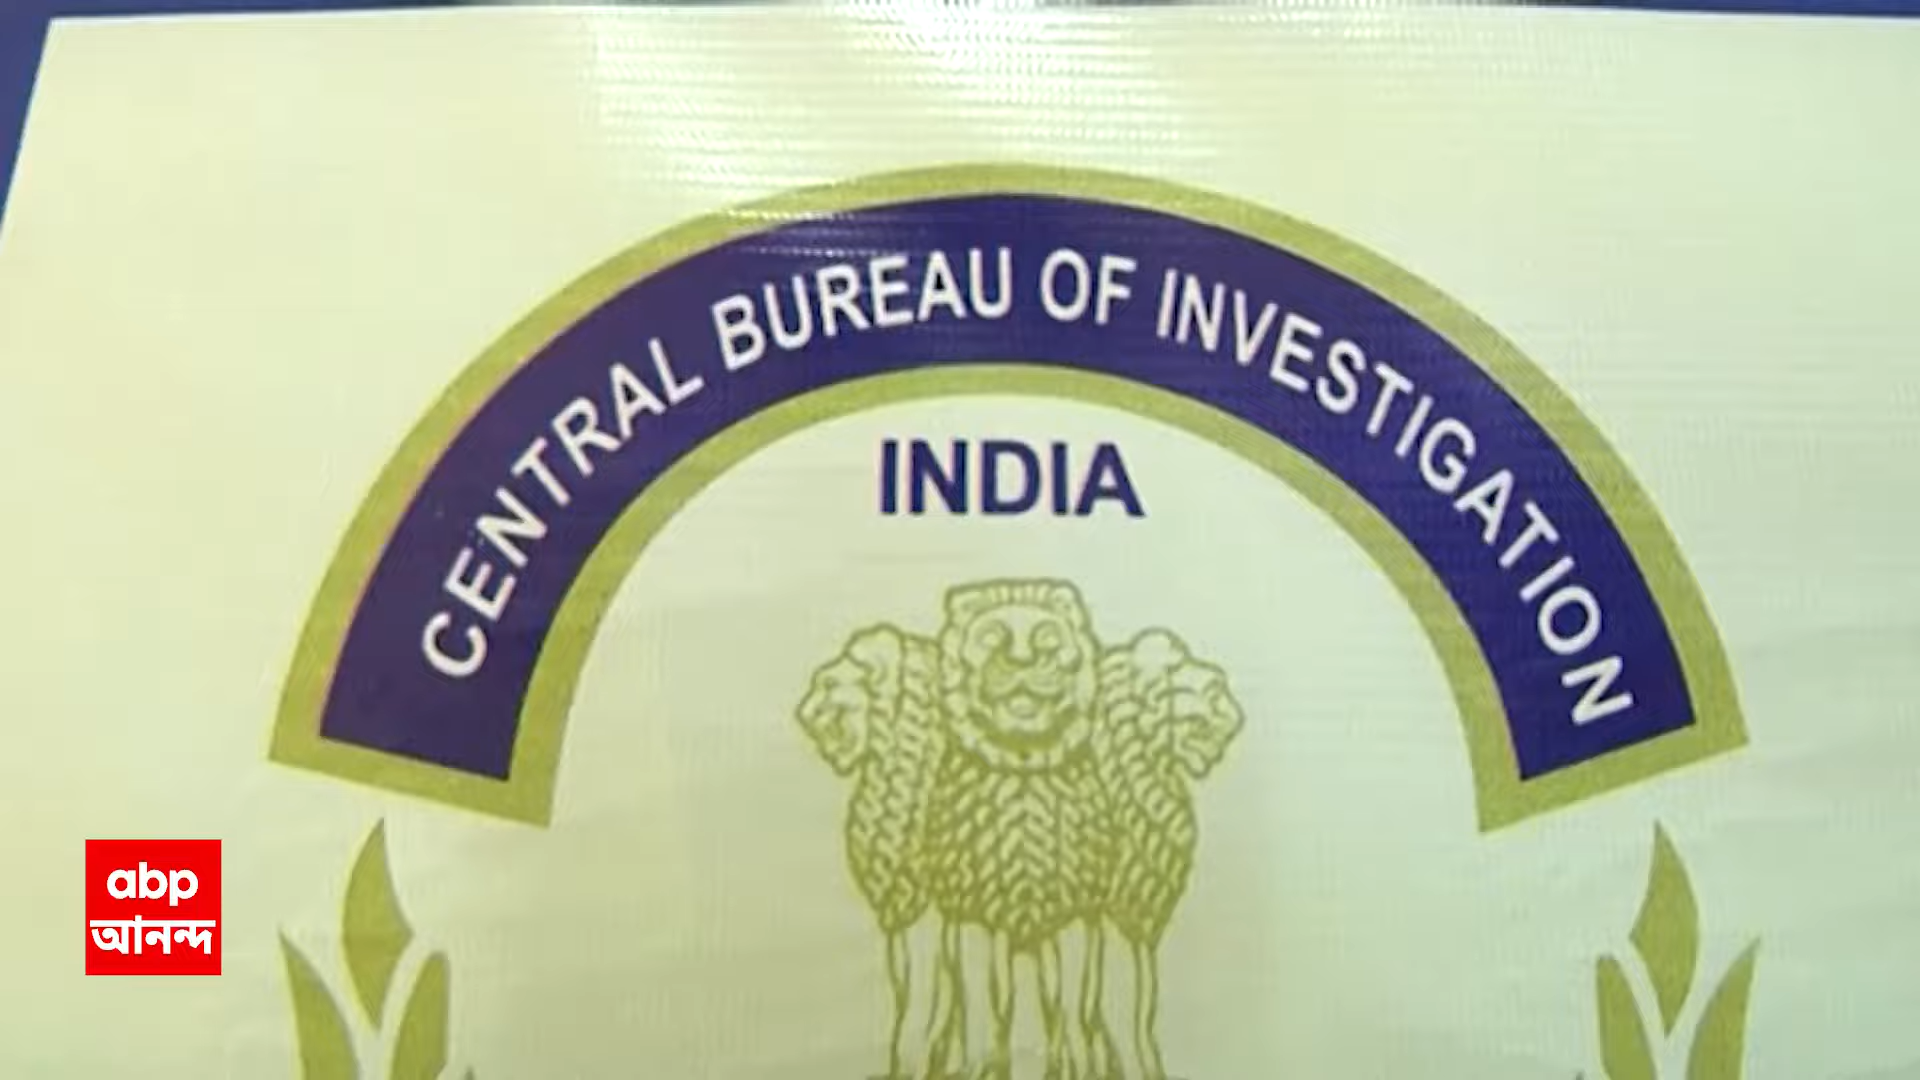 CENTRAL BUREAU OF INVESTIGATION
INDIA
abp
আনন্দ